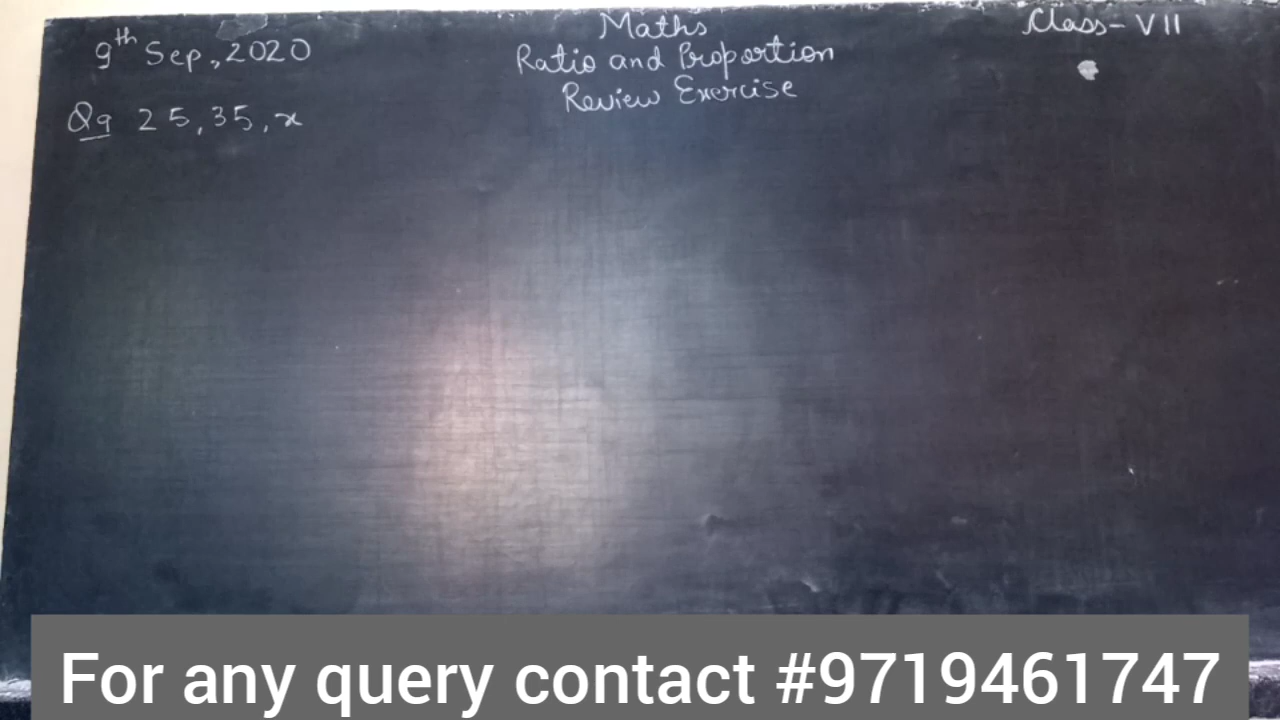 9th Sep, 2020
Maths
Class- VII
Ratio and Proportion
Review Exercise
Q9 25, 35, x
For any query contact #9719461747